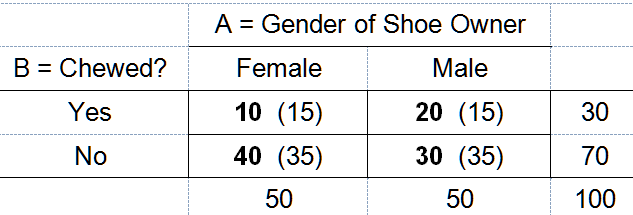 A = Gender of Shoe Owner
B = Chewed? Female Male
Yes 10 (15) 20 (15) 30
No 40 (35) 30 (35) 70
50 50 100